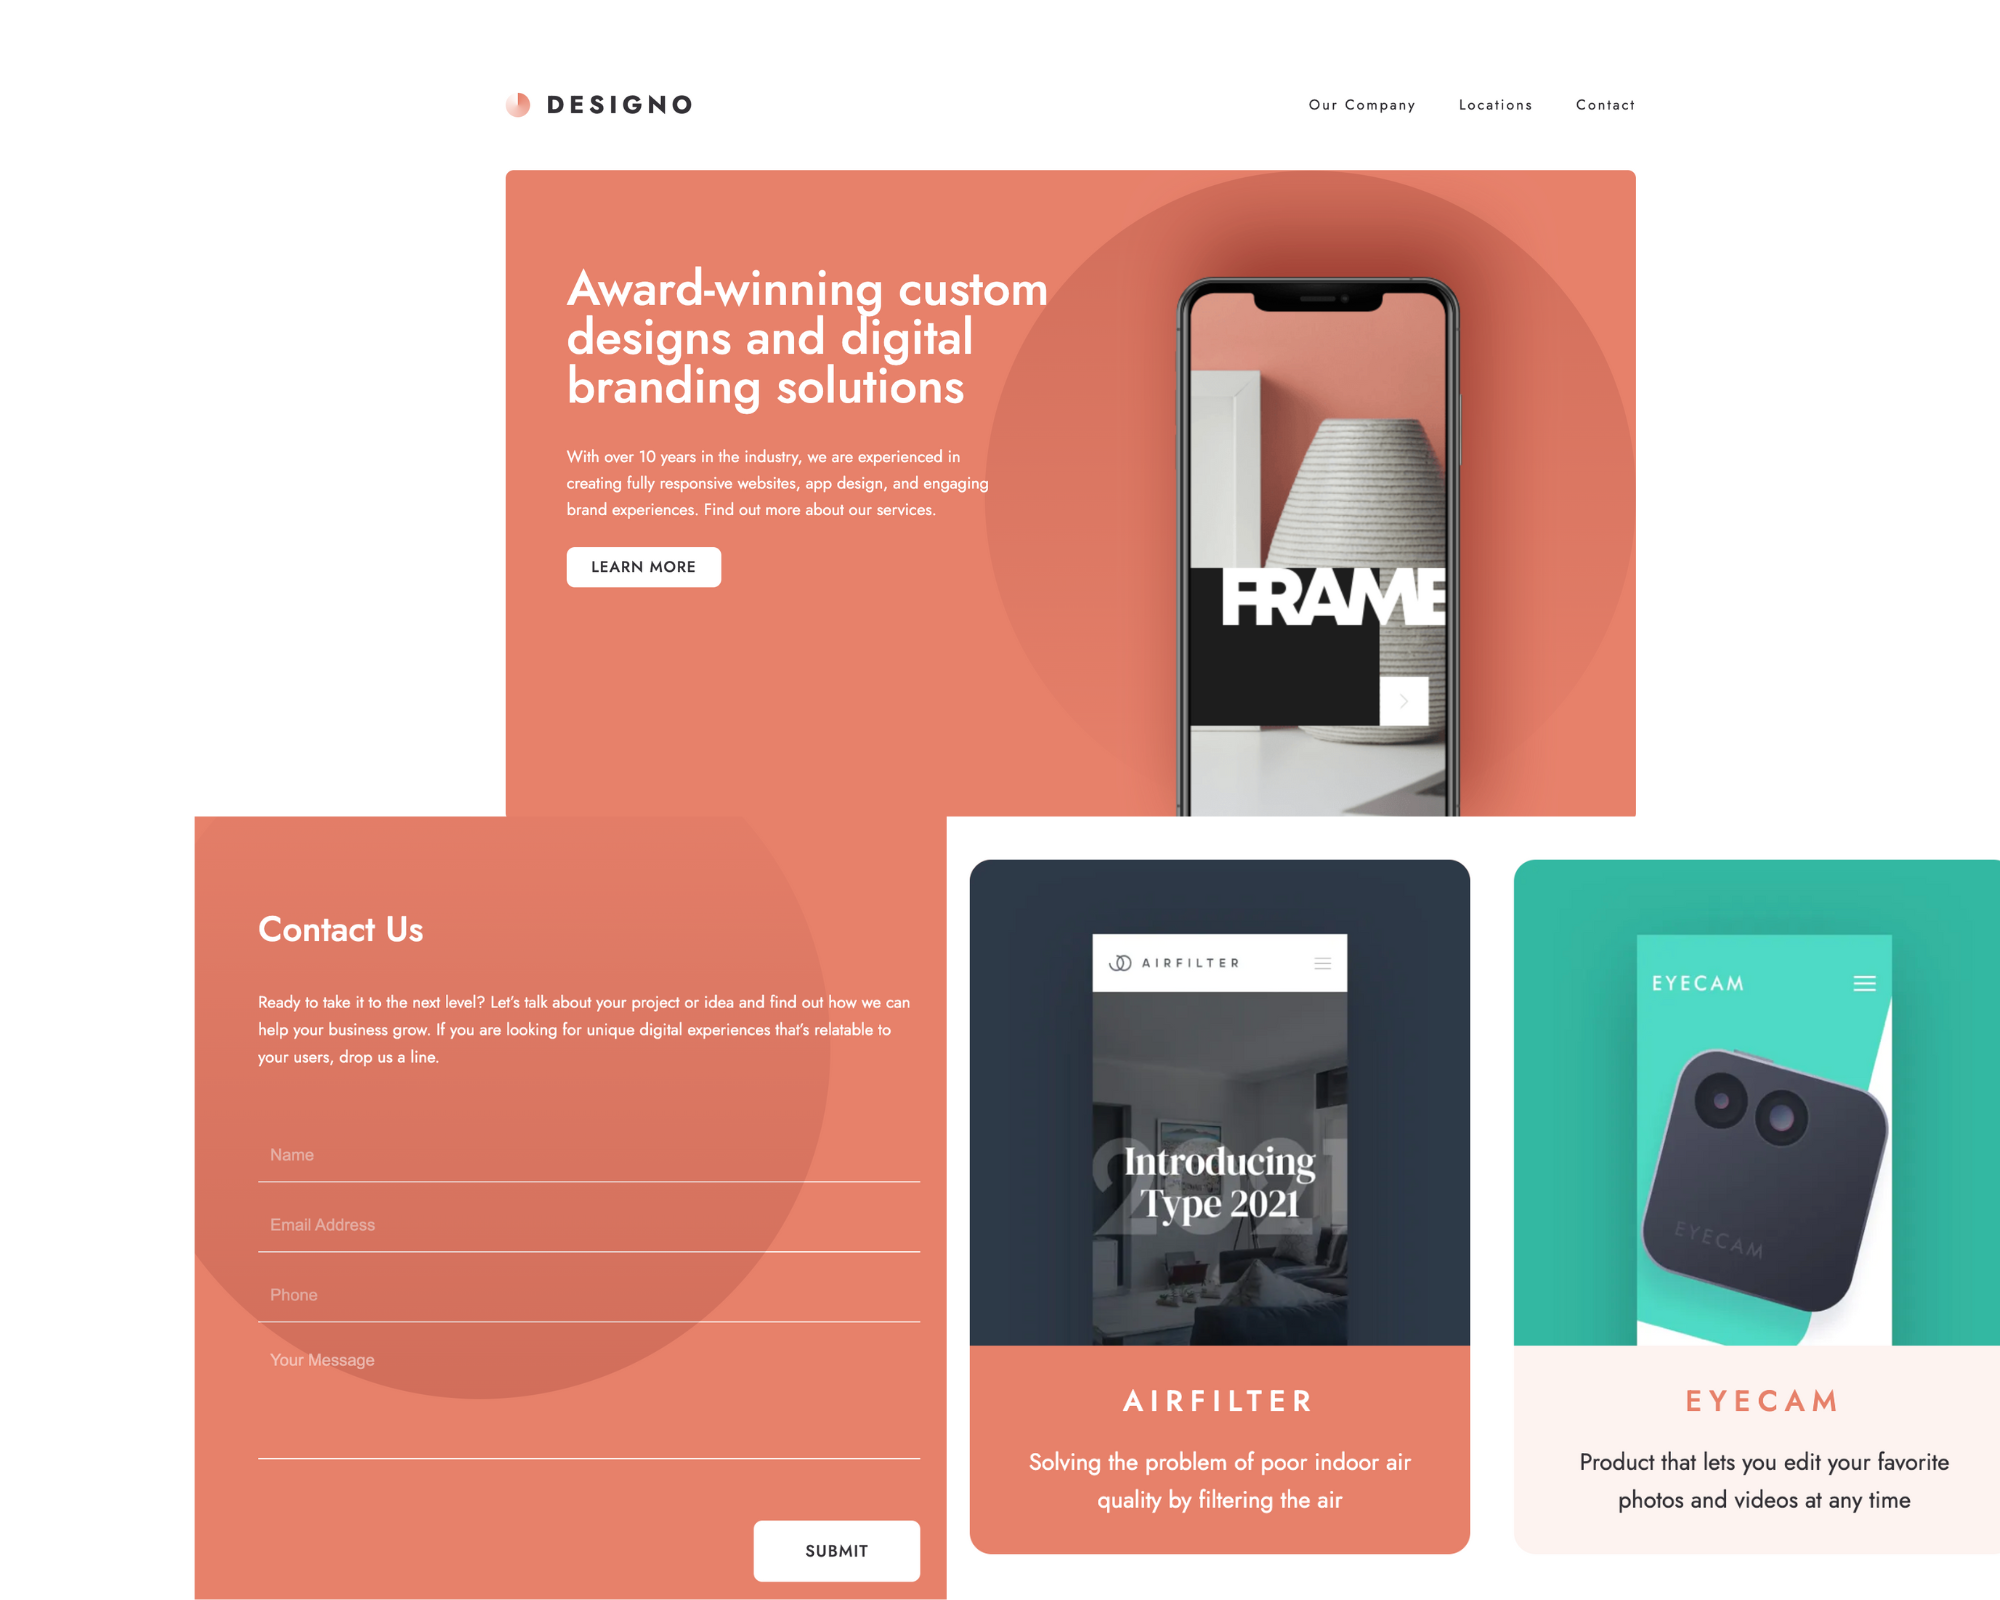 DESIGNO
Our Company
Locations
Contact
Award-winning custom
designs and digital
branding solutions
With over 10 years in the industry, we are experienced in
creating fully responsive websites, app design, and engaging
brand experiences. Find out more about our services.
LEARN MORE
FRAME
Contact Us
Ready to take it to the next level? Let’s talk about your project or idea and find out how we can
help your business grow. If you are looking for unique digital experiences that’s relatable to
your users, drop us a line.
Name
Email Address
Phone
Your Message
SUBMIT
AIRFILTER
2021
Introducing
Type 2021
AIRFILTER
Solving the problem of poor indoor air
quality by filtering the air
EYECAM
EYECAM
EYECAM
Product that lets you edit your favorite
photos and videos at any time